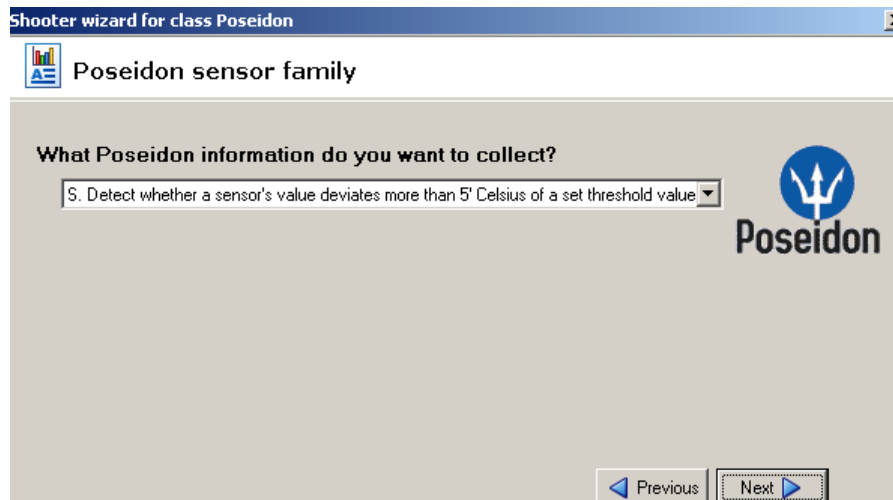 Shooter wizard for class Poseidon
Poseidon sensor family
What Poseidon information do you want to collect?
S. Detect whether a sensor's value deviates more than 5' Celsius of a set threshold value
Poseidon
Previous
Next